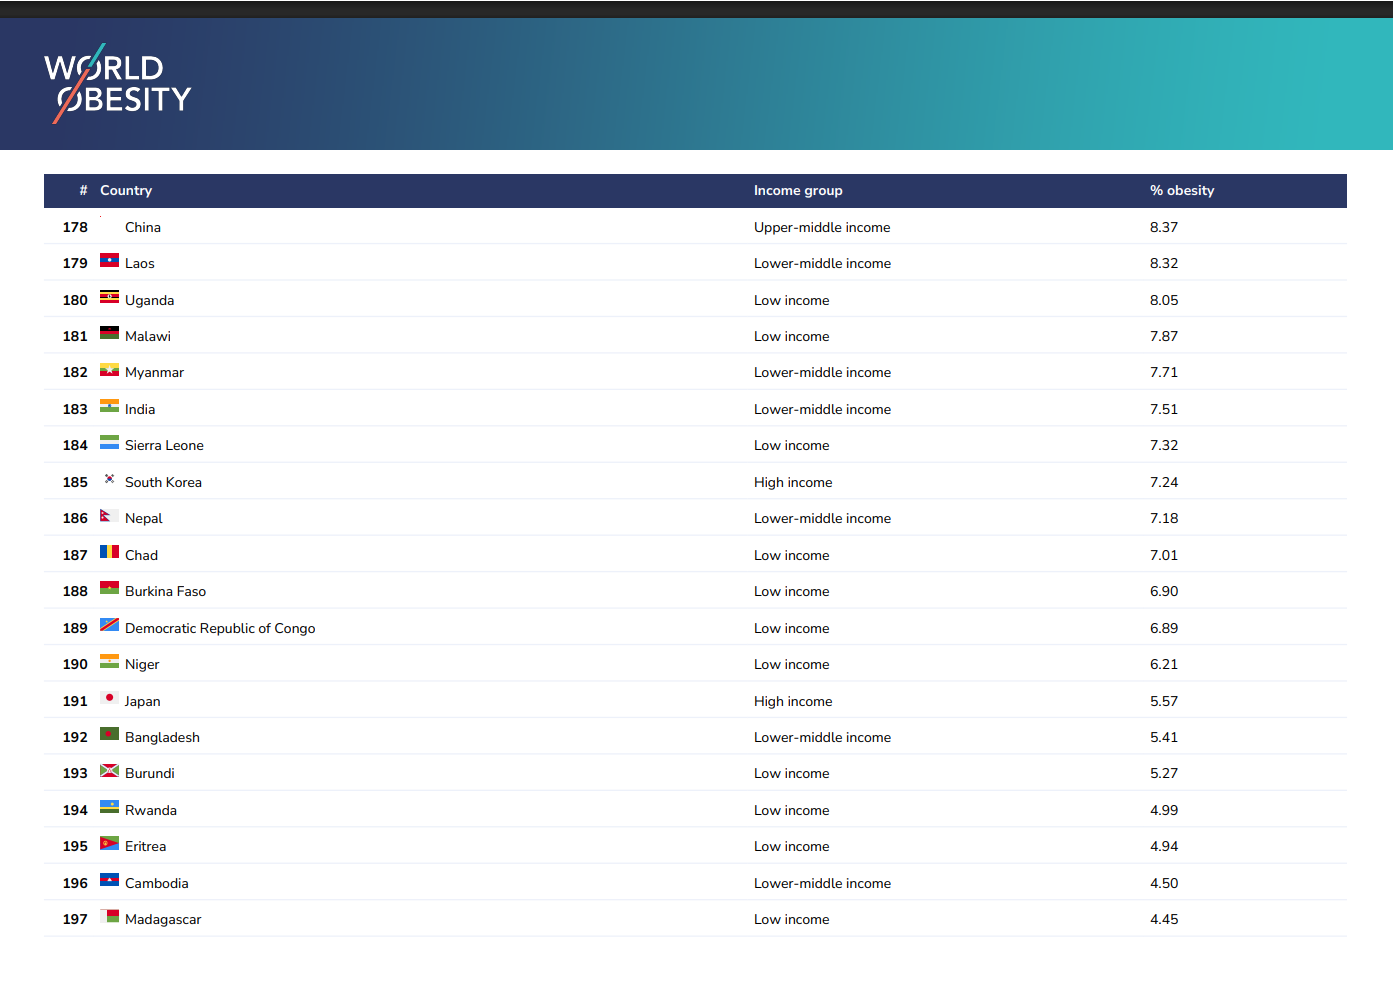 WORLD
OBESITY
# Country Income group % obesity
178 China Upper-middle income 8.37
179 Laos Lower-middle income 8.32
180 Uganda Low income 8.05
181 Malawi Low income 7.87
182 Myanmar Lower-middle income 7.71
183 India Lower-middle income 7.51
184 Sierra Leone Low income 7.32
185 South Korea High income 7.24
186 Nepal Lower-middle income 7.18
187 Chad Low income 7.01
188 Burkina Faso Low income 6.90
189 Democratic Republic of Congo Low income 6.89
190 Niger Low income 6.21
191 Japan High income 5.57
192 Bangladesh Lower-middle income 5.41
193 Burundi Low income 5.27
194 Rwanda Low income 4.99
195 Eritrea Low income 4.94
196 Cambodia Lower-middle income 4.50
197 Madagascar Low income 4.45